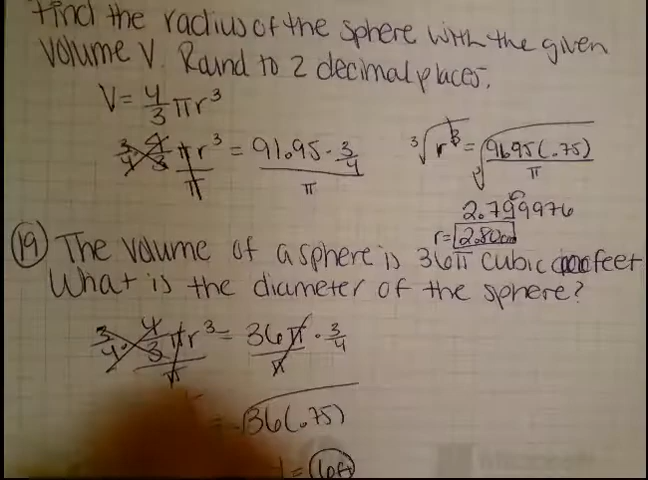 Find the radius of the sphere with the given
volume V. Round to 2 decimal places.
V = 4/3 πr³
3/4 · 4/3 πr³ / π = 91.95 · 3/4 / π
³√r³ = ³√91.95(.75) / π
2.799976
r = 2.80cm
19 The volume of a sphere is 36π cubic feet
What is the diameter of the sphere?
3/4 · 4/3 πr³ / π = 36π · 3/4 / π
= √36(.75)
= 6ft